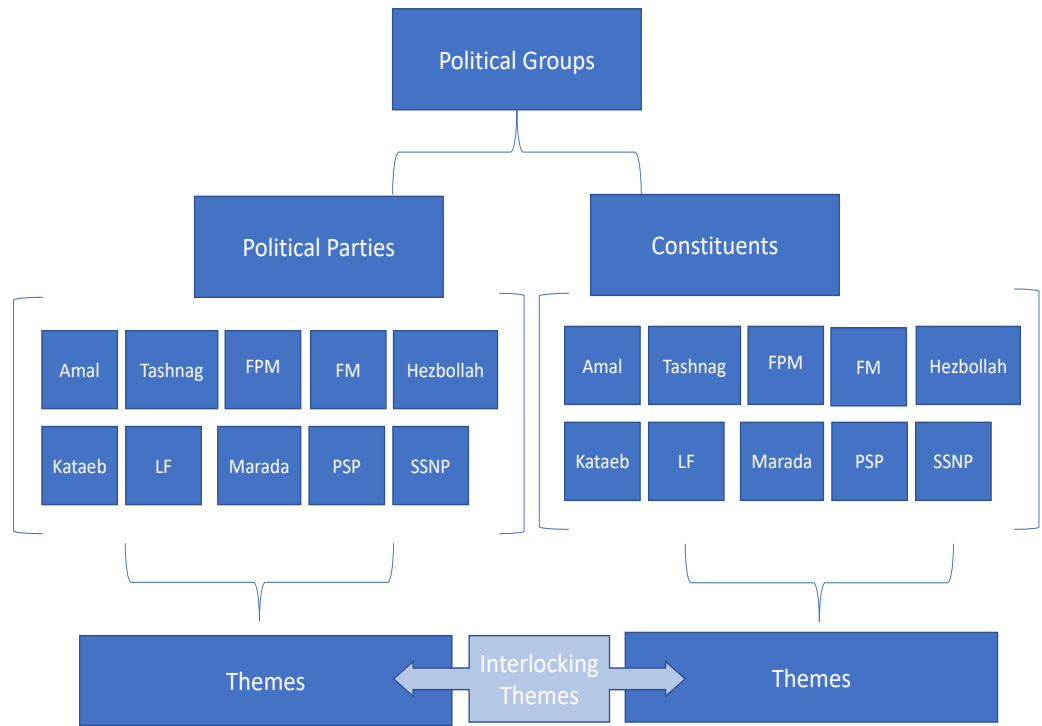 Political Groups
Political Parties
Constituents
Amal
Tashnag
FPM
FM
Hezbollah
Kataeb
LF
Marada
PSP
SSNP
Amal
Tashnag
FPM
FM
Hezbollah
Kataeb
LF
Marada
PSP
SSNP
Themes
Interlocking
Themes
Themes